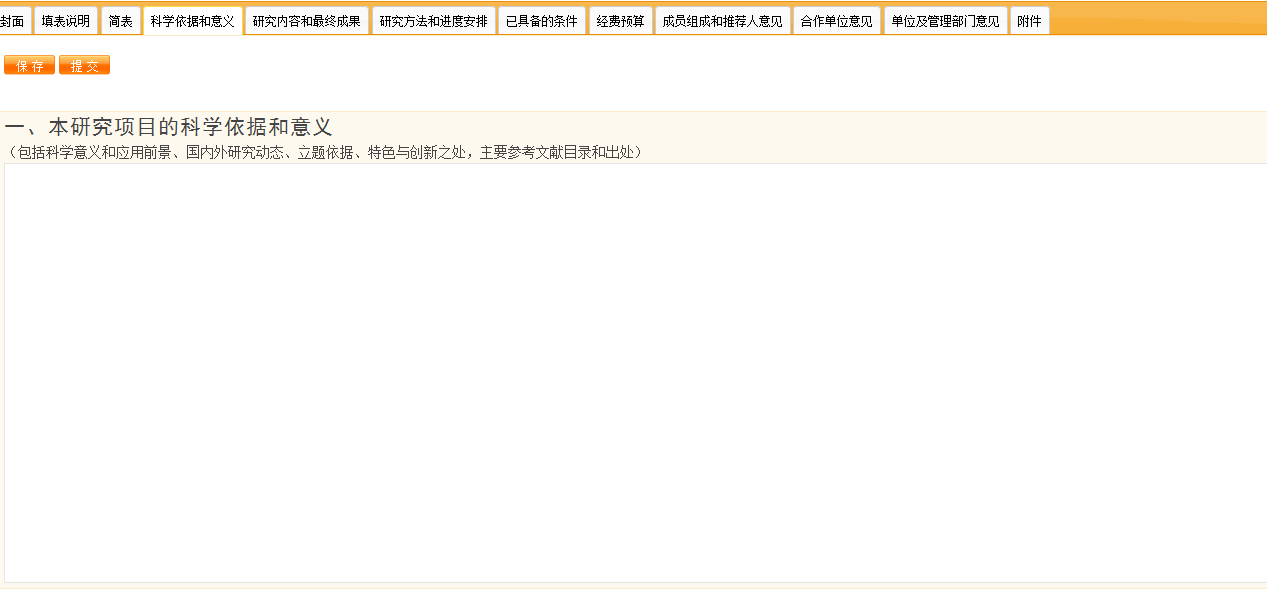 封面 填表说明 简表 科学依据和意义 研究内容和最终成果 研究方法和进度安排 已具备的条件 经费预算 成员组成和推荐人意见 合作单位意见 单位及管理部门意见 附件
保 存 提 交
一、本研究项目的科学依据和意义
（包括科学意义和应用前景、国内外研究动态、立题依据、特色与创新之处，主要参考文献目录和出处）